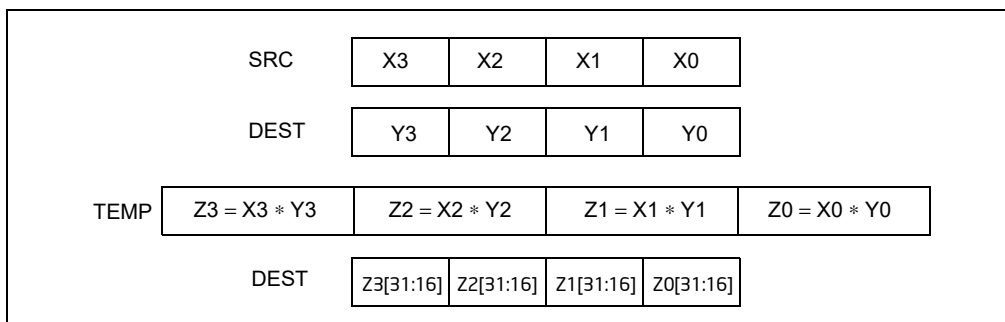 SRC X3 X2 X1 X0
DEST Y3 Y2 Y1 Y0
TEMP Z3 = X3 ∗ Y3 Z2 = X2 ∗ Y2 Z1 = X1 ∗ Y1 Z0 = X0 ∗ Y0
DEST Z3[31:16] Z2[31:16] Z1[31:16] Z0[31:16]